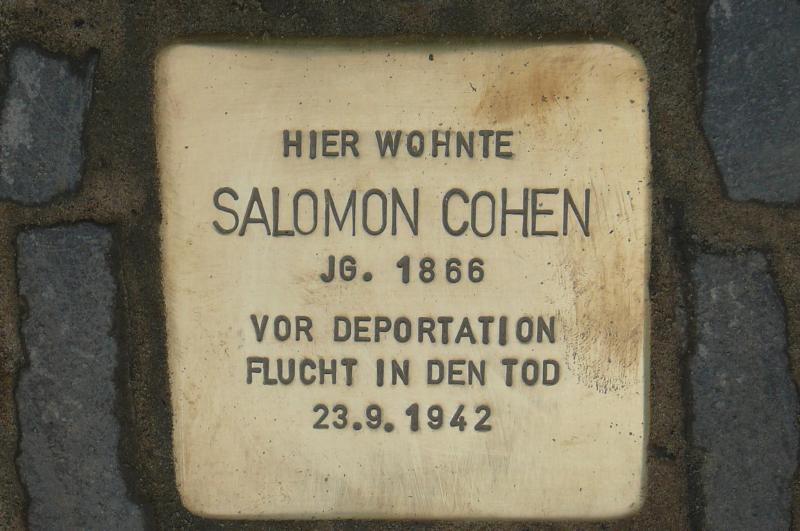 HIER WOHNTE
SALOMON COHEN
JG. 1866
VOR DEPORTATION
FLUCHT IN DEN TOD
23.9.1942